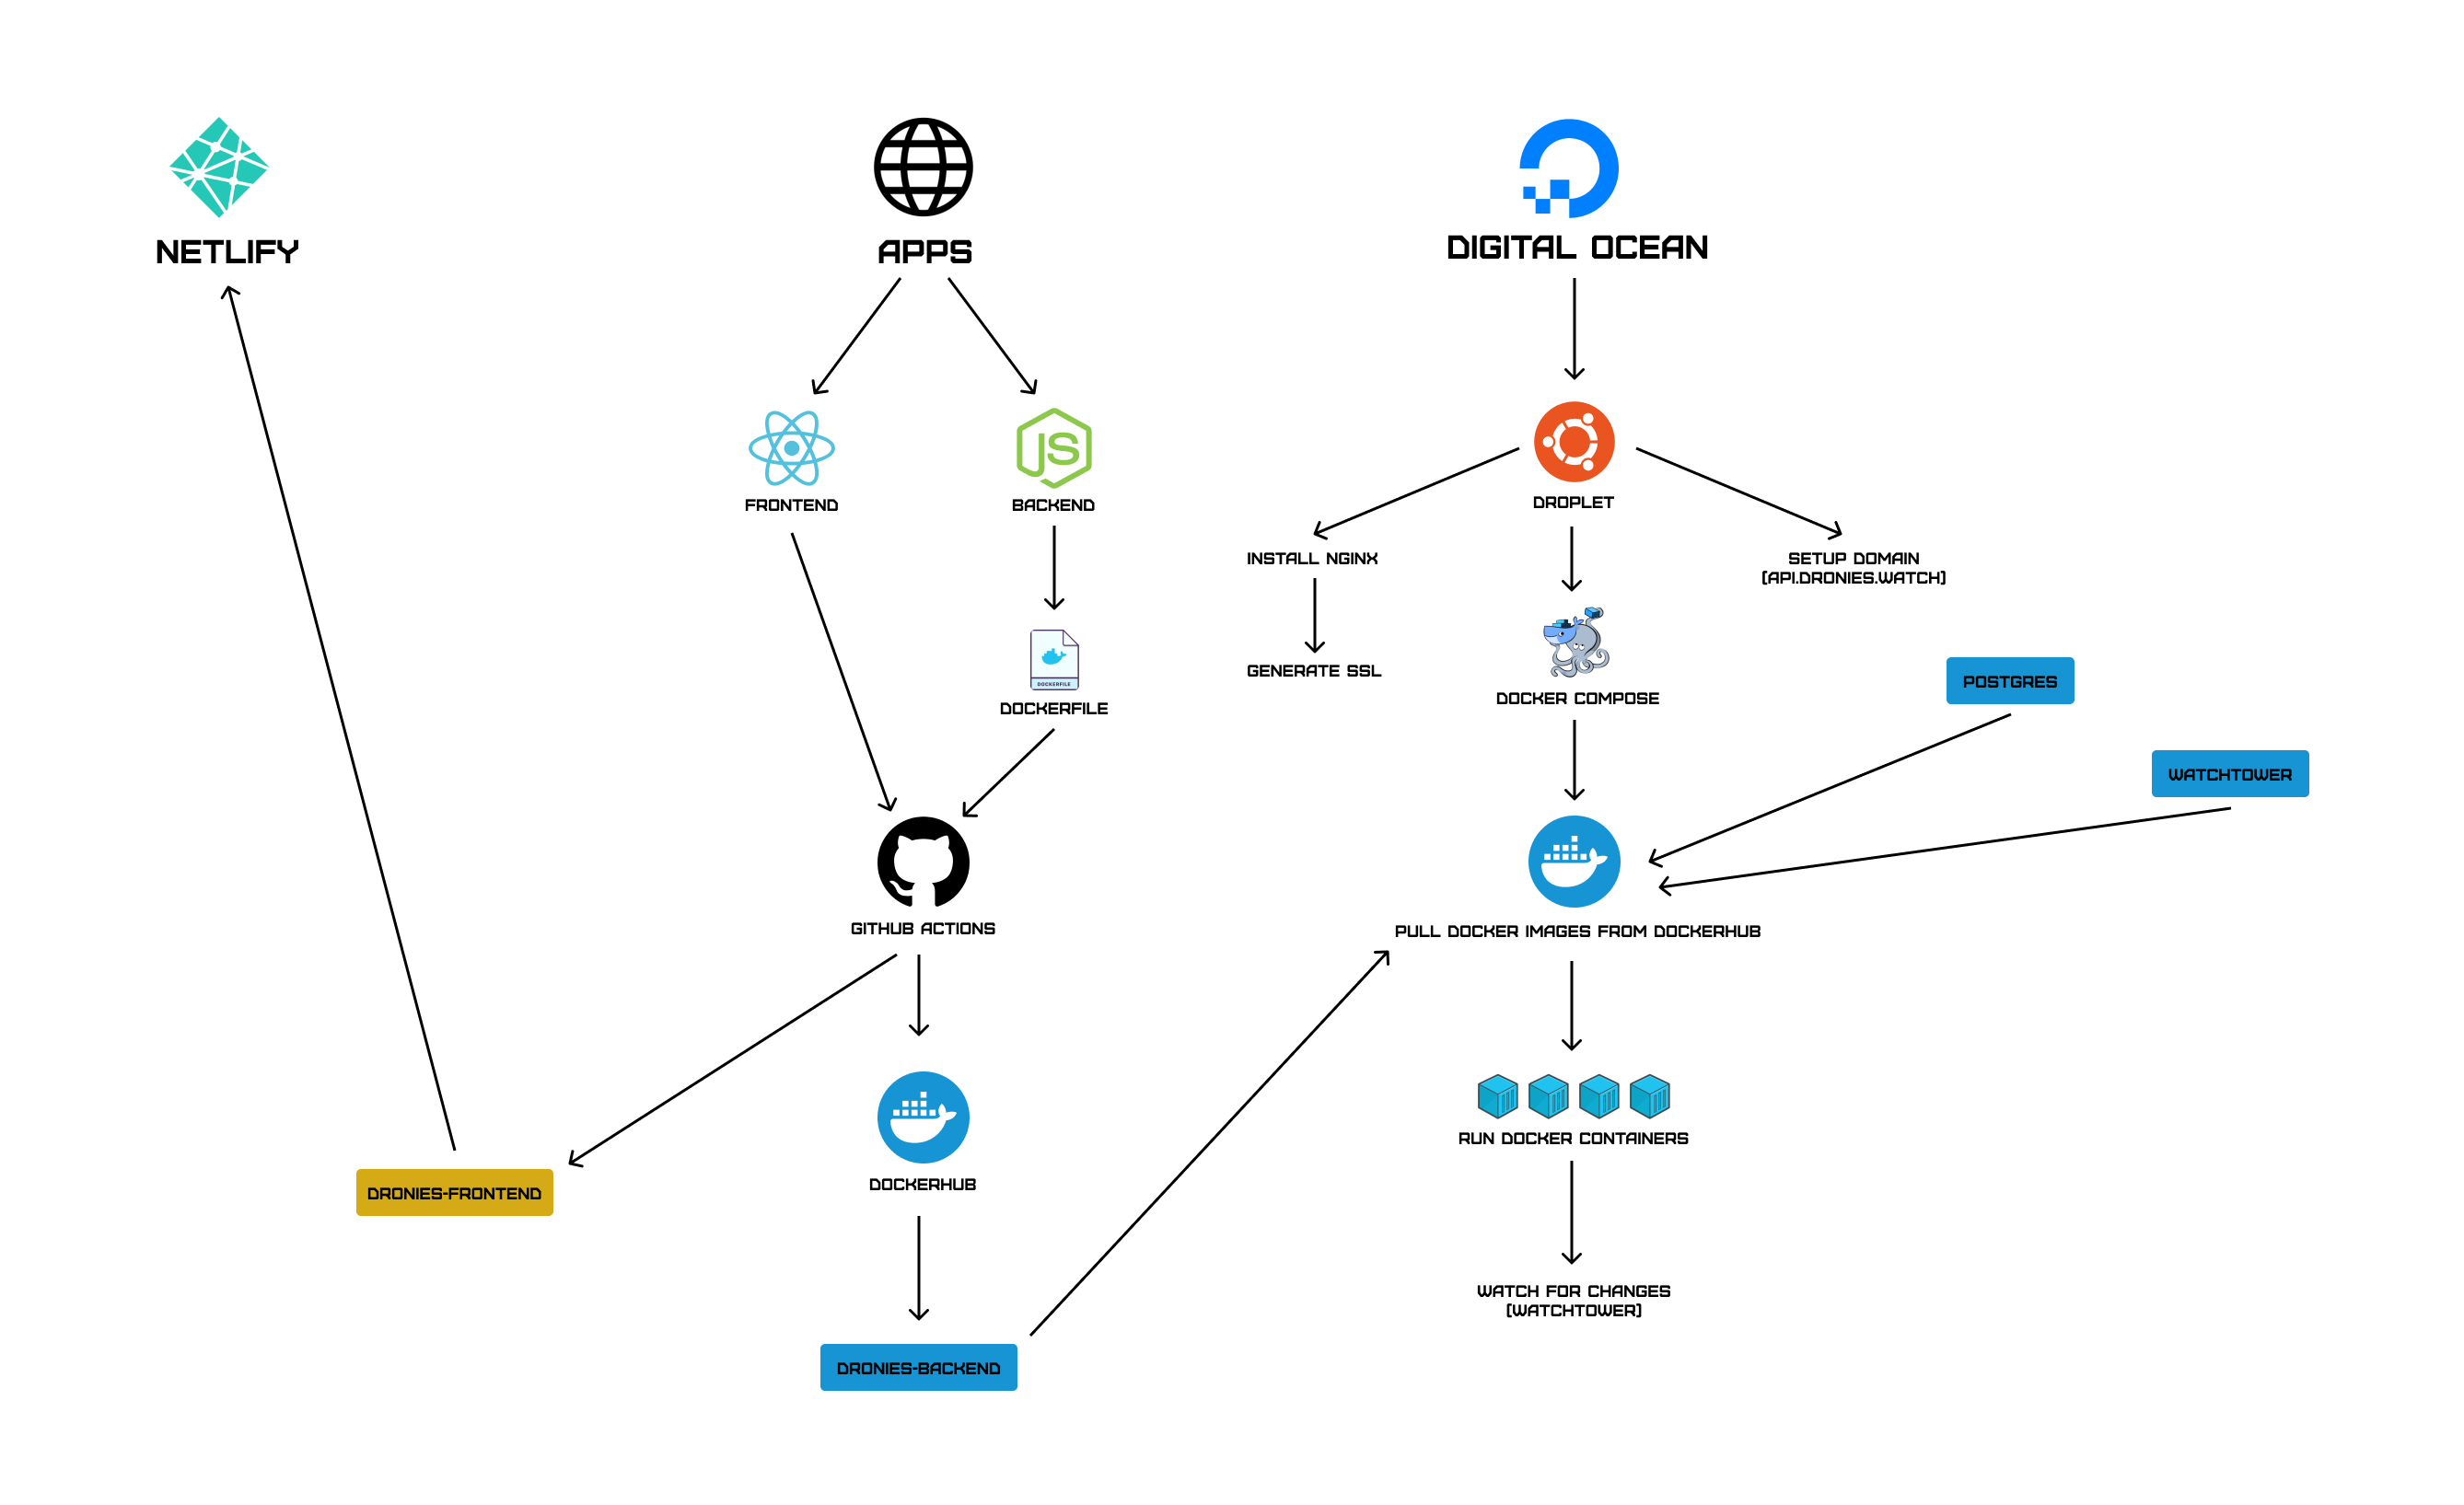 NETLIFY
APPS
DIGITAL OCEAN
JS
FRONTEND
BACKEND
DROPLET
INSTALL NGINX
SETUP DOMAIN
[API.DRONIES.WATCH]
GENERATE SSL
DOCKERFILE
DOCKERFILE
DOCKER COMPOSE
POSTGRES
WATCHTOWER
GITHUB ACTIONS
PULL DOCKER IMAGES FROM DOCKERHUB
RUN DOCKER CONTAINERS
DOCKERHUB
DRONIES-FRONTEND
WATCH FOR CHANGES
[WATCHTOWER]
DRONIES-BACKEND